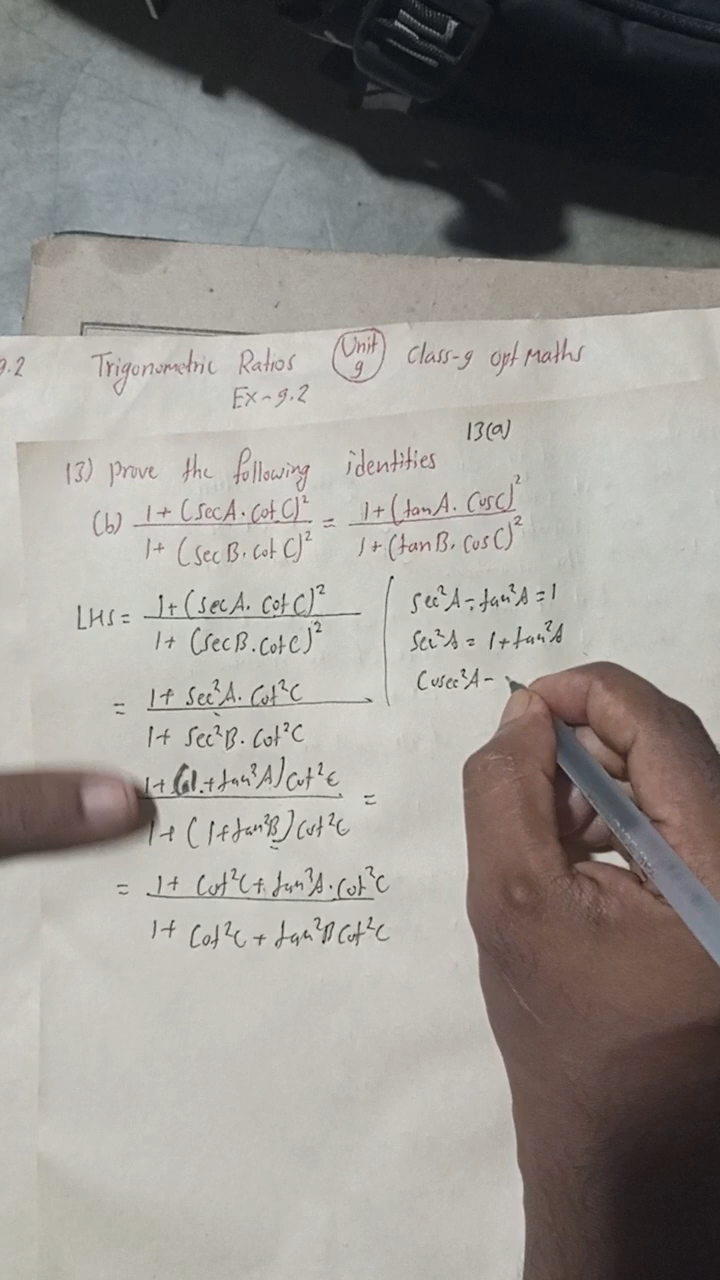 9.2 Trigonometric Ratios Unit 9 Class-9 opt maths
Ex-9.2
13(a)
13) prove the following identities
(b) 1+(secA.cotC)² / 1+(secB.cotC)² = 1+(tanA.cosC)² / 1+(tanB.cosC)²
LHS = 1+(secA.cotC)² / 1+(secB.cotC)²
= 1+sec²A.cot²C / 1+sec²B.cot²C
1+(1+tan²A)cot²C / 1+(1+tan²B)cot²C =
= 1+cot²C+tan²A.cot²C / 1+cot²C+tan²Bcot²C
sec²A-tan²A=1
sec²A=1+tan²A
Cosec²A-